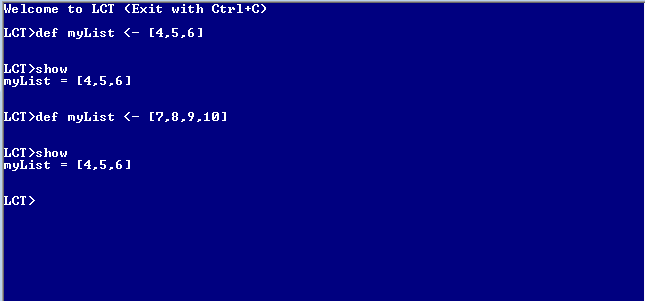 Welcome to LCT (Exit with Ctrl+C)
LCT>def myList <- [4,5,6]
LCT>show
myList = [4,5,6]
LCT>def myList <- [7,8,9,10]
LCT>show
myList = [4,5,6]
LCT>